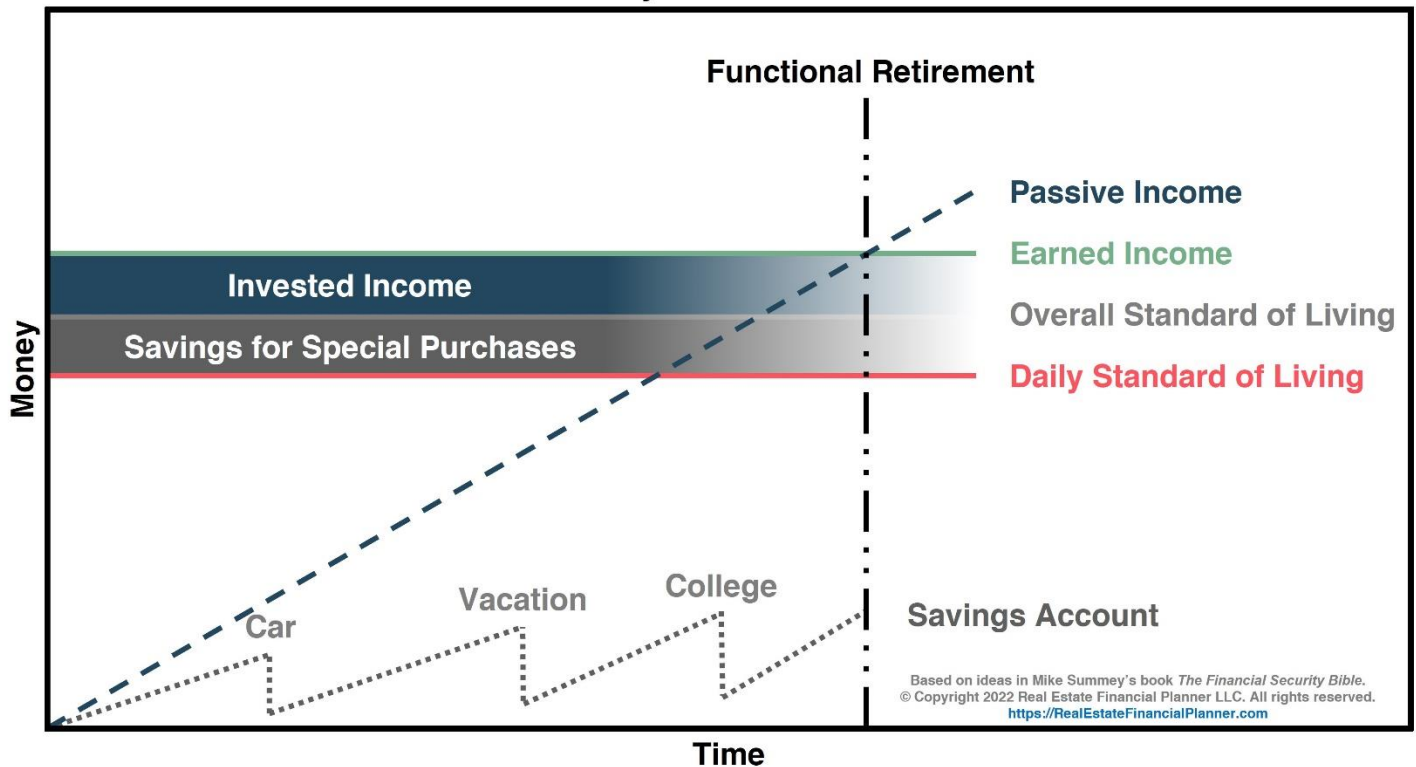 Functional Retirement
Passive Income
Earned Income
Invested Income
Overall Standard of Living
Savings for Special Purchases
Daily Standard of Living
Money
College
Vacation
Car
Savings Account
Based on ideas in Mike Summey's book The Financial Security Bible.
© Copyright 2022 Real Estate Financial Planner LLC. All rights reserved.
https://RealEstateFinancialPlanner.com
Time